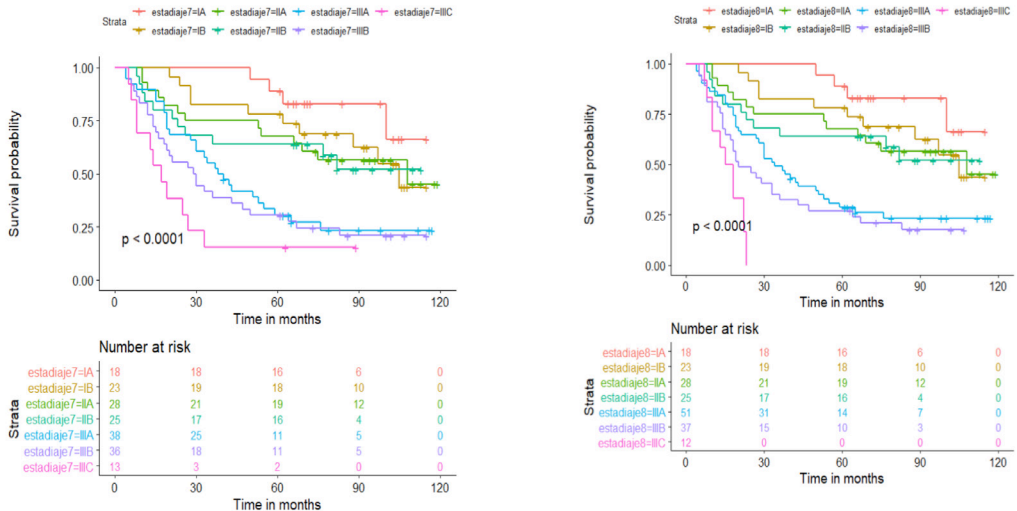 Strata
estadiaje7=IA estadiaje7=IIA estadiaje7=IIIA estadiaje7=IIIC
estadiaje7=IB estadiaje7=IIB estadiaje7=IIIB
1.00
0.75
0.50
0.25
0.00
Survival probability
p < 0.0001
0 30 60 90 120
Time in months
Number at risk
Strata
estadiaje7=IA 18 18 16 6 0
estadiaje7=IB 23 19 18 10 0
estadiaje7=IIA 28 21 19 12 0
estadiaje7=IIB 25 17 16 4 0
estadiaje7=IIIA 38 25 11 5 0
estadiaje7=IIIB 36 18 11 5 0
estadiaje7=IIIC 13 3 2 0 0
0 30 60 90 120
Time in months
Strata
estadiaje8=IA estadiaje8=IIA estadiaje8=IIIA estadiaje8=IIIC
estadiaje8=IB estadiaje8=IIB estadiaje8=IIIB
1.00
0.75
0.50
0.25
0.00
Survival probability
p < 0.0001
0 30 60 90 120
Time in months
Number at risk
Strata
estadiaje8=IA 18 18 16 6 0
estadiaje8=IB 23 19 18 10 0
estadiaje8=IIA 28 21 19 12 0
estadiaje8=IIB 25 17 16 4 0
estadiaje8=IIIA 51 31 14 7 0
estadiaje8=IIIB 37 15 10 3 0
estadiaje8=IIIC 12 0 0 0 0
0 30 60 90 120
Time in months